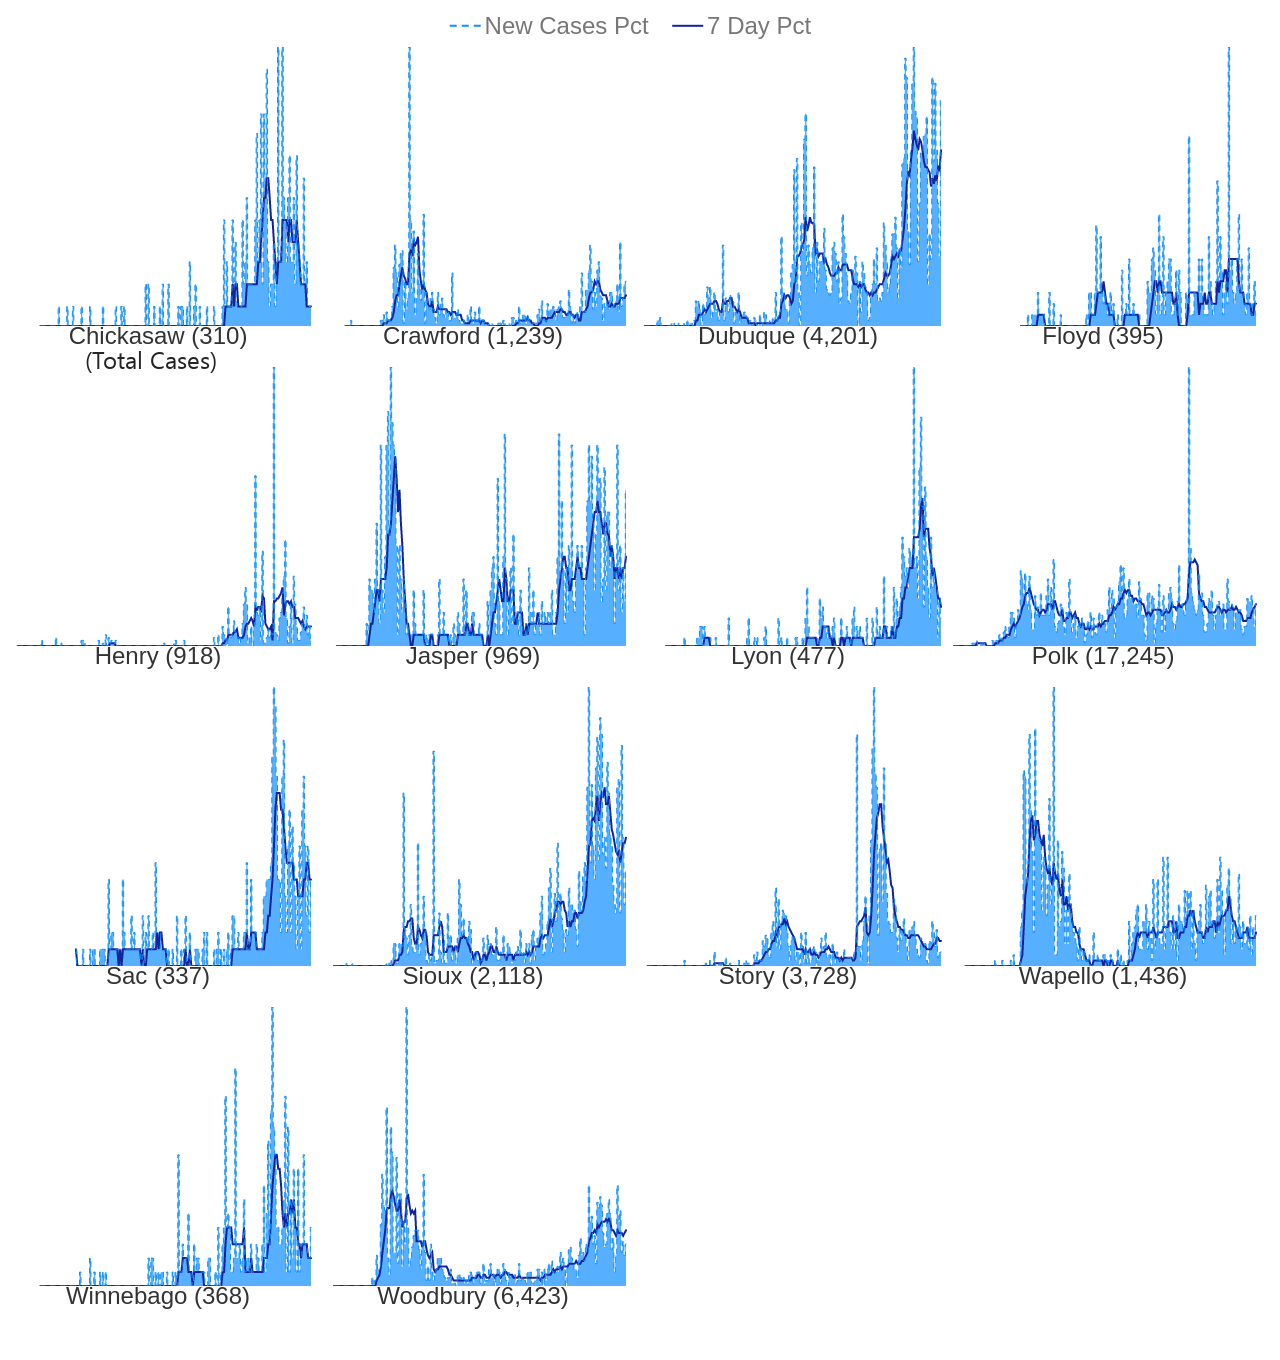 New Cases Pct 7 Day Pct
Chickasaw (310) Crawford (1,239) Dubuque (4,201) Floyd (395)
(Total Cases)
Henry (918) Jasper (969) Lyon (477) Polk (17,245)
Sac (337) Sioux (2,118) Story (3,728) Wapello (1,436)
Winnebago (368) Woodbury (6,423)